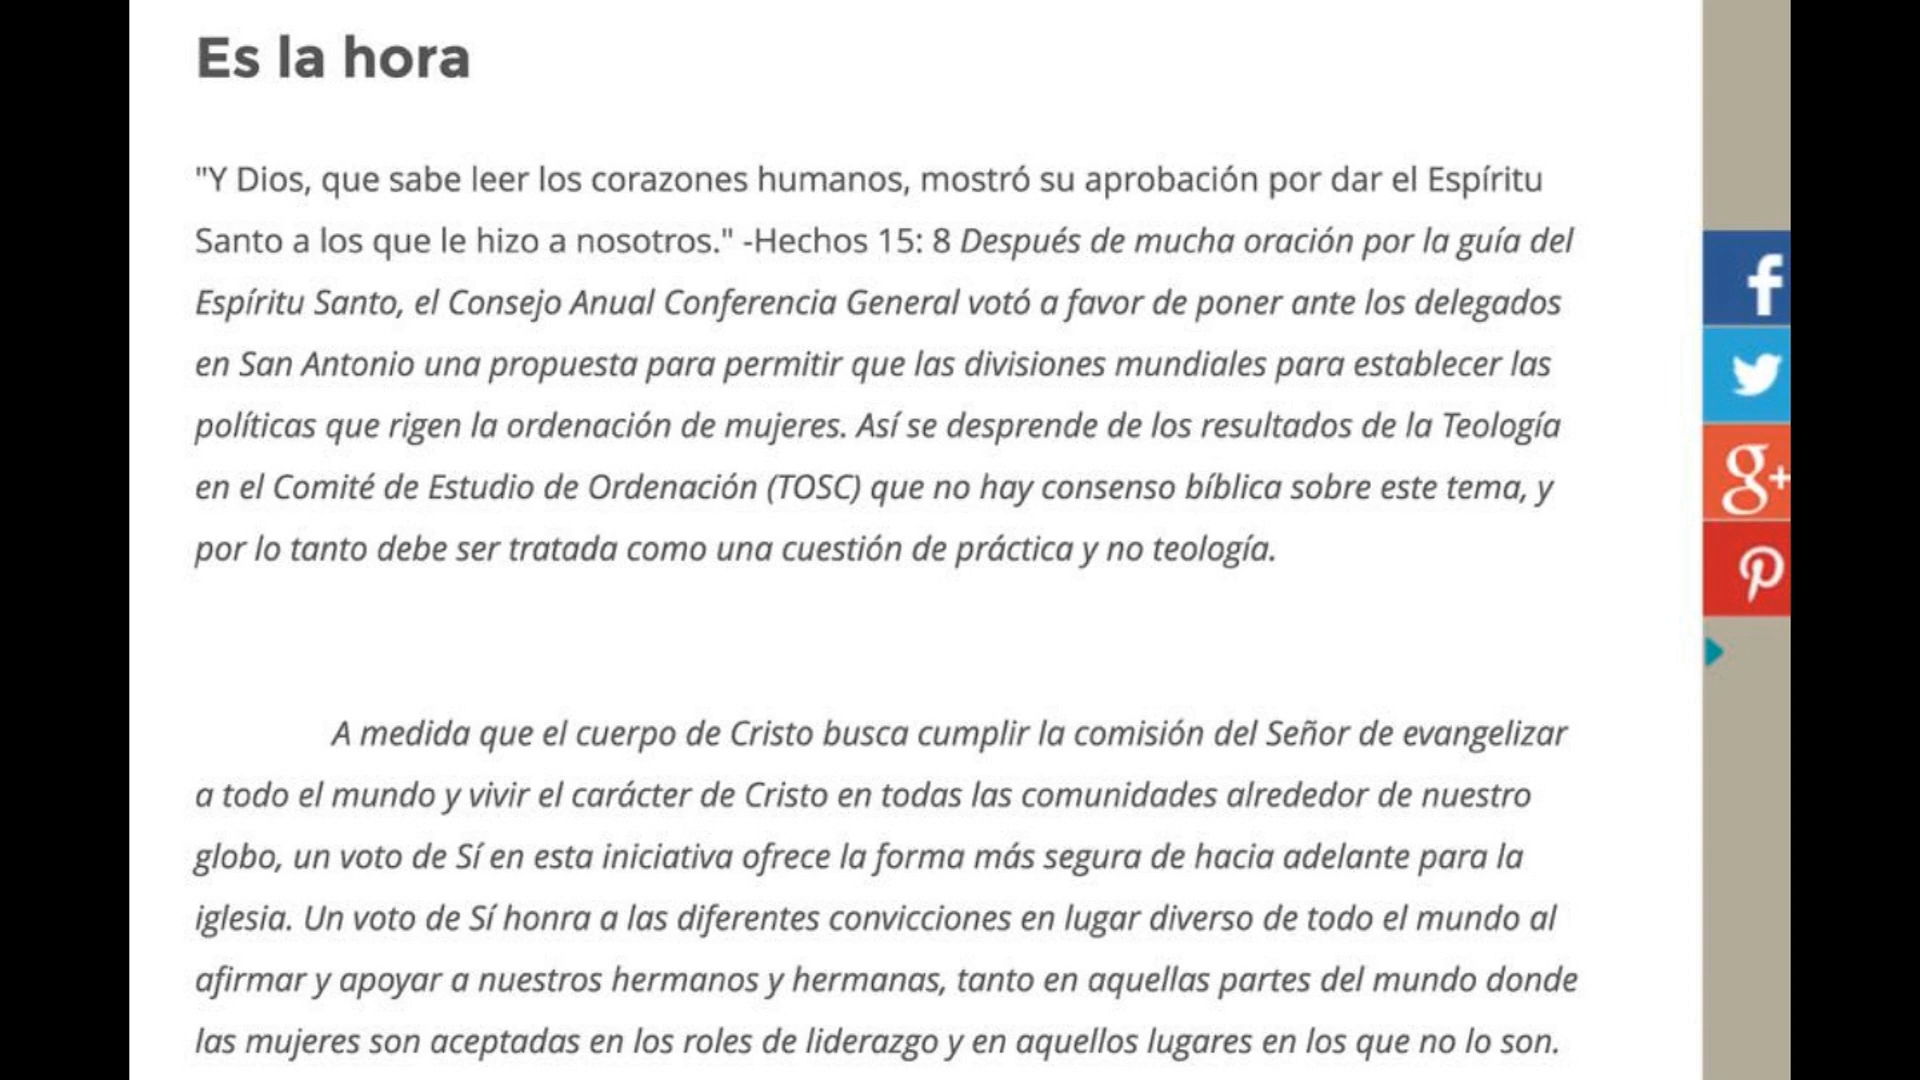 Es la hora
"Y Dios, que sabe leer los corazones humanos, mostró su aprobación por dar el Espíritu
Santo a los que le hizo a nosotros." -Hechos 15: 8 Después de mucha oración por la guía del
Espíritu Santo, el Consejo Anual Conferencia General votó a favor de poner ante los delegados
en San Antonio una propuesta para permitir que las divisiones mundiales para establecer las
políticas que rigen la ordenación de mujeres. Así se desprende de los resultados de la Teología
en el Comité de Estudio de Ordenación (TOSC) que no hay consenso bíblica sobre este tema, y
por lo tanto debe ser tratada como una cuestión de práctica y no teología.
A medida que el cuerpo de Cristo busca cumplir la comisión del Señor de evangelizar
a todo el mundo y vivir el carácter de Cristo en todas las comunidades alrededor de nuestro
globo, un voto de Sí en esta iniciativa ofrece la forma más segura de hacia adelante para la
iglesia. Un voto de Sí honra a las diferentes convicciones en lugar diverso de todo el mundo al
afirmar y apoyar a nuestros hermanos y hermanas, tanto en aquellas partes del mundo donde
las mujeres son aceptadas en los roles de liderazgo y en aquellos lugares en los que no lo son.